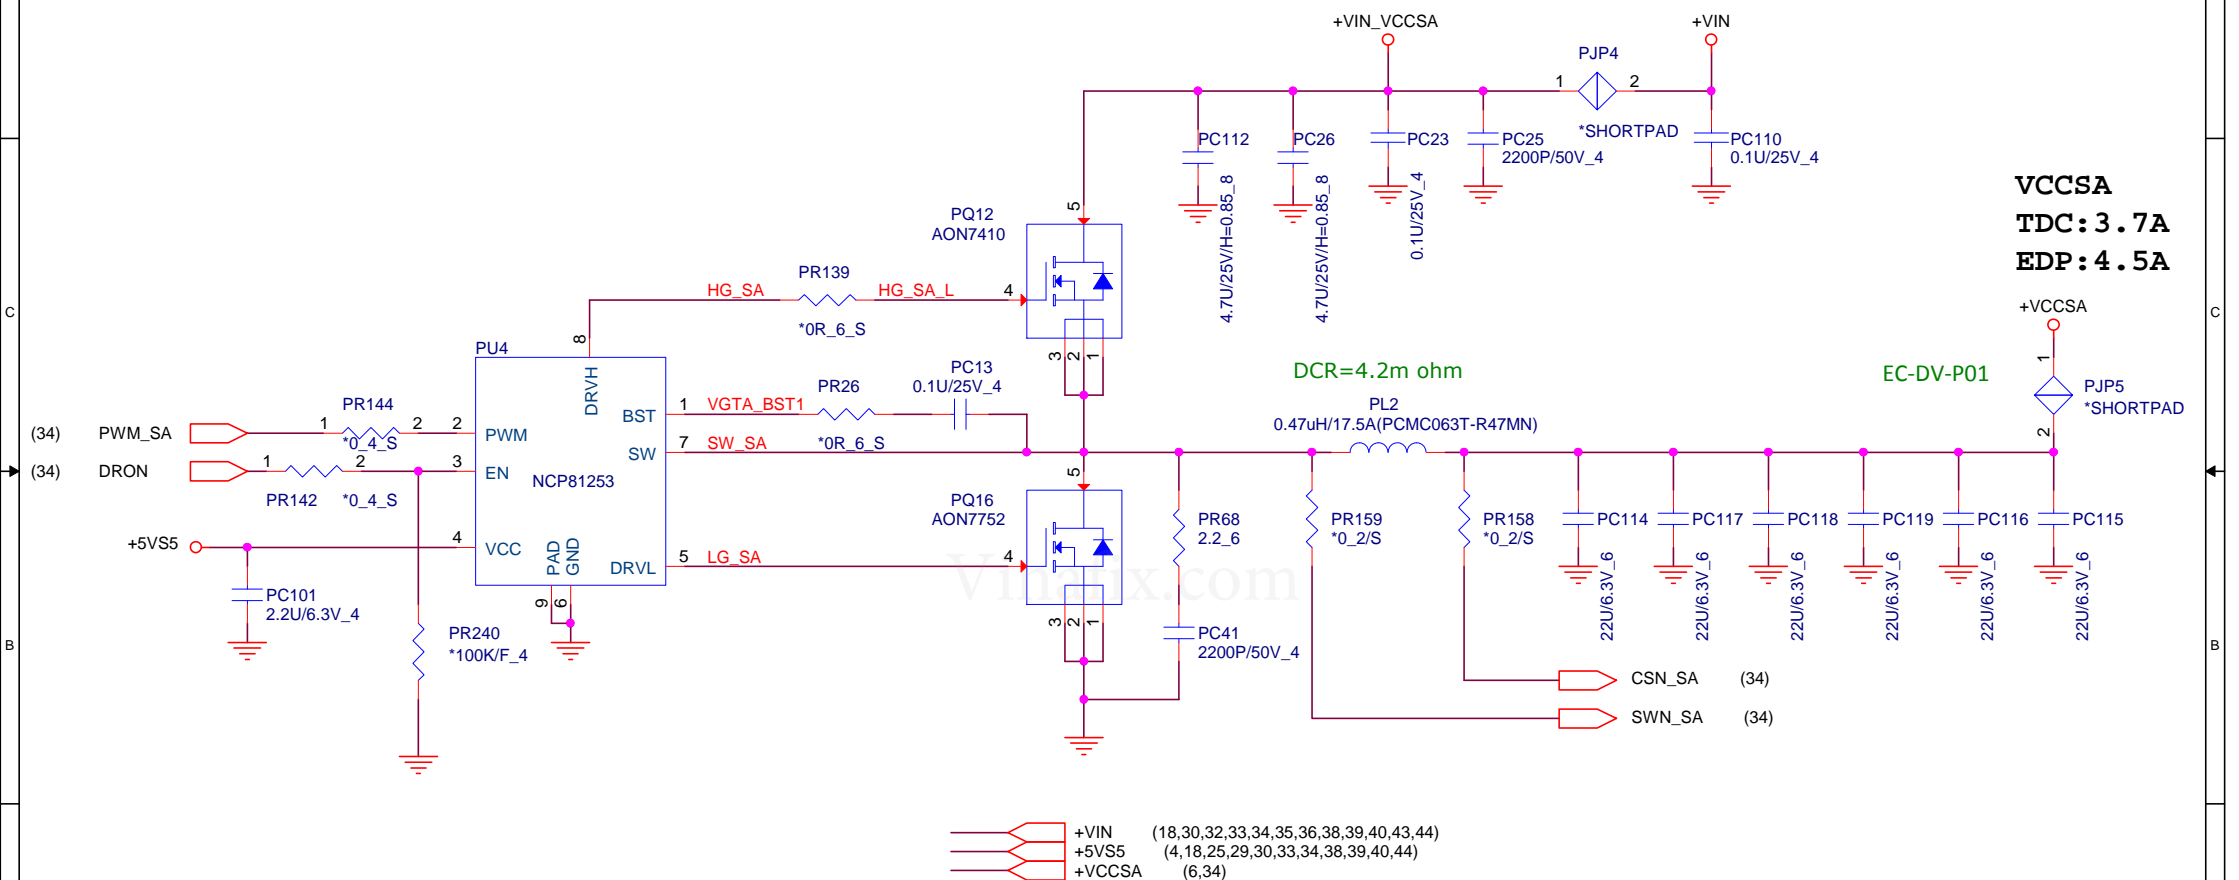 +VIN_VCCSA
+VIN
PJP4
1
2
*SHORTPAD
PC112
4.7U/25V/H=0.85_8
PC26
4.7U/25V/H=0.85_8
PC23
0.1U/25V_4
PC25
2200P/50V_4
PC110
0.1U/25V_4
VCCSA
TDC:3.7A
EDP:4.5A
+VCCSA
1
PJP5
*SHORTPAD
2
EC-DV-P01
PQ12
AON7410
5
4
3
2
1
HG_SA
PR139
HG_SA_L
*0R_6_S
C
C
PU4
8
DRVH
BST
1
VGTA_BST1
PR26
*0R_6_S
PC13
0.1U/25V_4
SW
7
SW_SA
DCR=4.2m ohm
PL2
0.47uH/17.5A(PCMC063T-R47MN)
(34)
PWM_SA
1
PR144
2
*0_4_S
2
PWM
(34)
DRON
1
2
PR142
*0_4_S
3
EN
NCP81253
+5VS5
4
VCC
PAD
GND
9
6
DRVL
5
LG_SA
PC101
2.2U/6.3V_4
PR240
*100K/F_4
PQ16
AON7752
5
4
3
2
1
PR68
2.2_6
PC41
2200P/50V_4
PR159
*0_2/S
PR158
*0_2/S
PC114
22U/6.3V_6
PC117
22U/6.3V_6
PC118
22U/6.3V_6
PC119
22U/6.3V_6
PC116
22U/6.3V_6
PC115
22U/6.3V_6
Vinafix.com
B
B
CSN_SA
(34)
SWN_SA
(34)
+VIN (18,30,32,33,34,35,36,38,39,40,43,44)
+5VS5 (4,18,25,29,30,33,34,38,39,40,44)
+VCCSA (6,34)